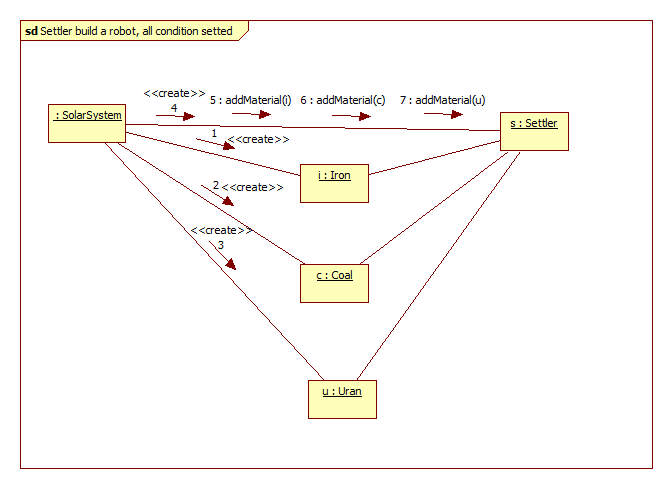 sd Settler build a robot, all condition setted
<<create>>
4
5 : addMaterial(i)
6 : addMaterial(c)
7 : addMaterial(u)
: SolarSystem
s : Settler
1
<<create>>
i : Iron
2
<<create>>
<<create>>
3
c : Coal
u : Uran